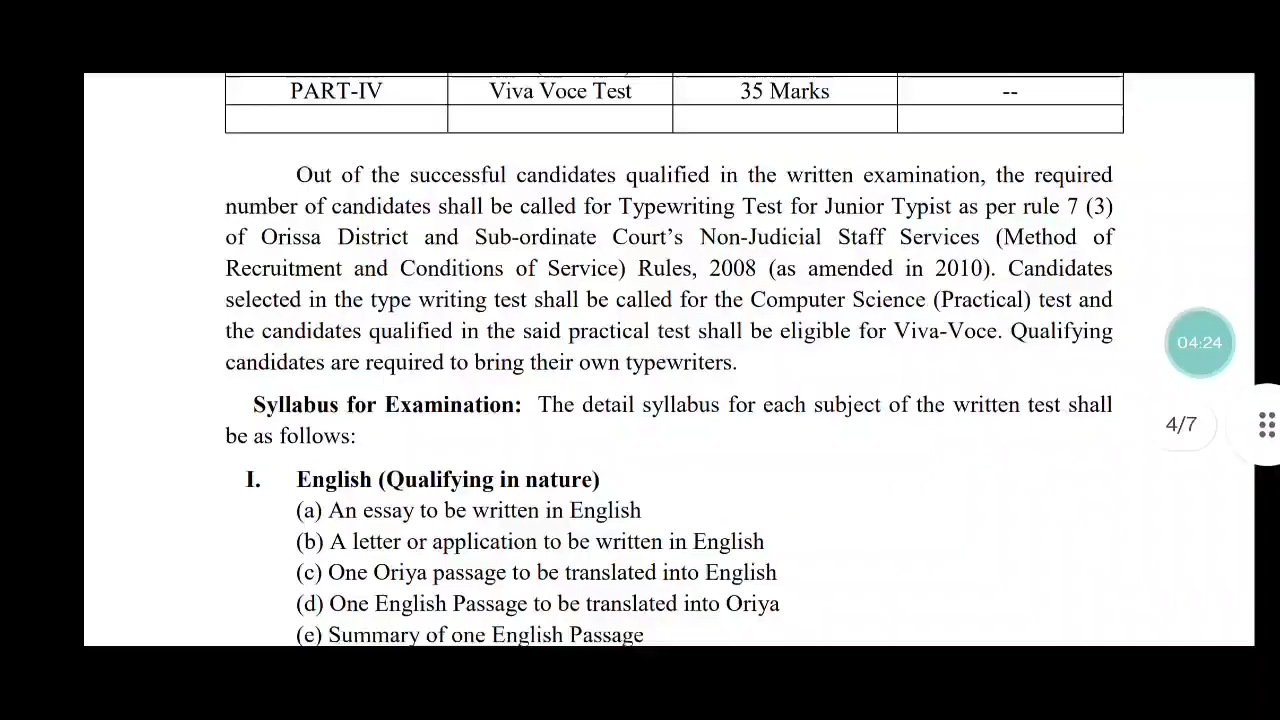 PART-IV Viva Voce Test 35 Marks --
Out of the successful candidates qualified in the written examination, the required
number of candidates shall be called for Typewriting Test for Junior Typist as per rule 7 (3)
of Orissa District and Sub-ordinate Court's Non-Judicial Staff Services (Method of
Recruitment and Conditions of Service) Rules, 2008 (as amended in 2010). Candidates
selected in the type writing test shall be called for the Computer Science (Practical) test and
the candidates qualified in the said practical test shall be eligible for Viva-Voce. Qualifying
candidates are required to bring their own typewriters.
04:24
Syllabus for Examination: The detail syllabus for each subject of the written test shall
be as follows:
4/7
I. English (Qualifying in nature)
(a) An essay to be written in English
(b) A letter or application to be written in English
(c) One Oriya passage to be translated into English
(d) One English Passage to be translated into Oriya
(e) Summary of one English Passage